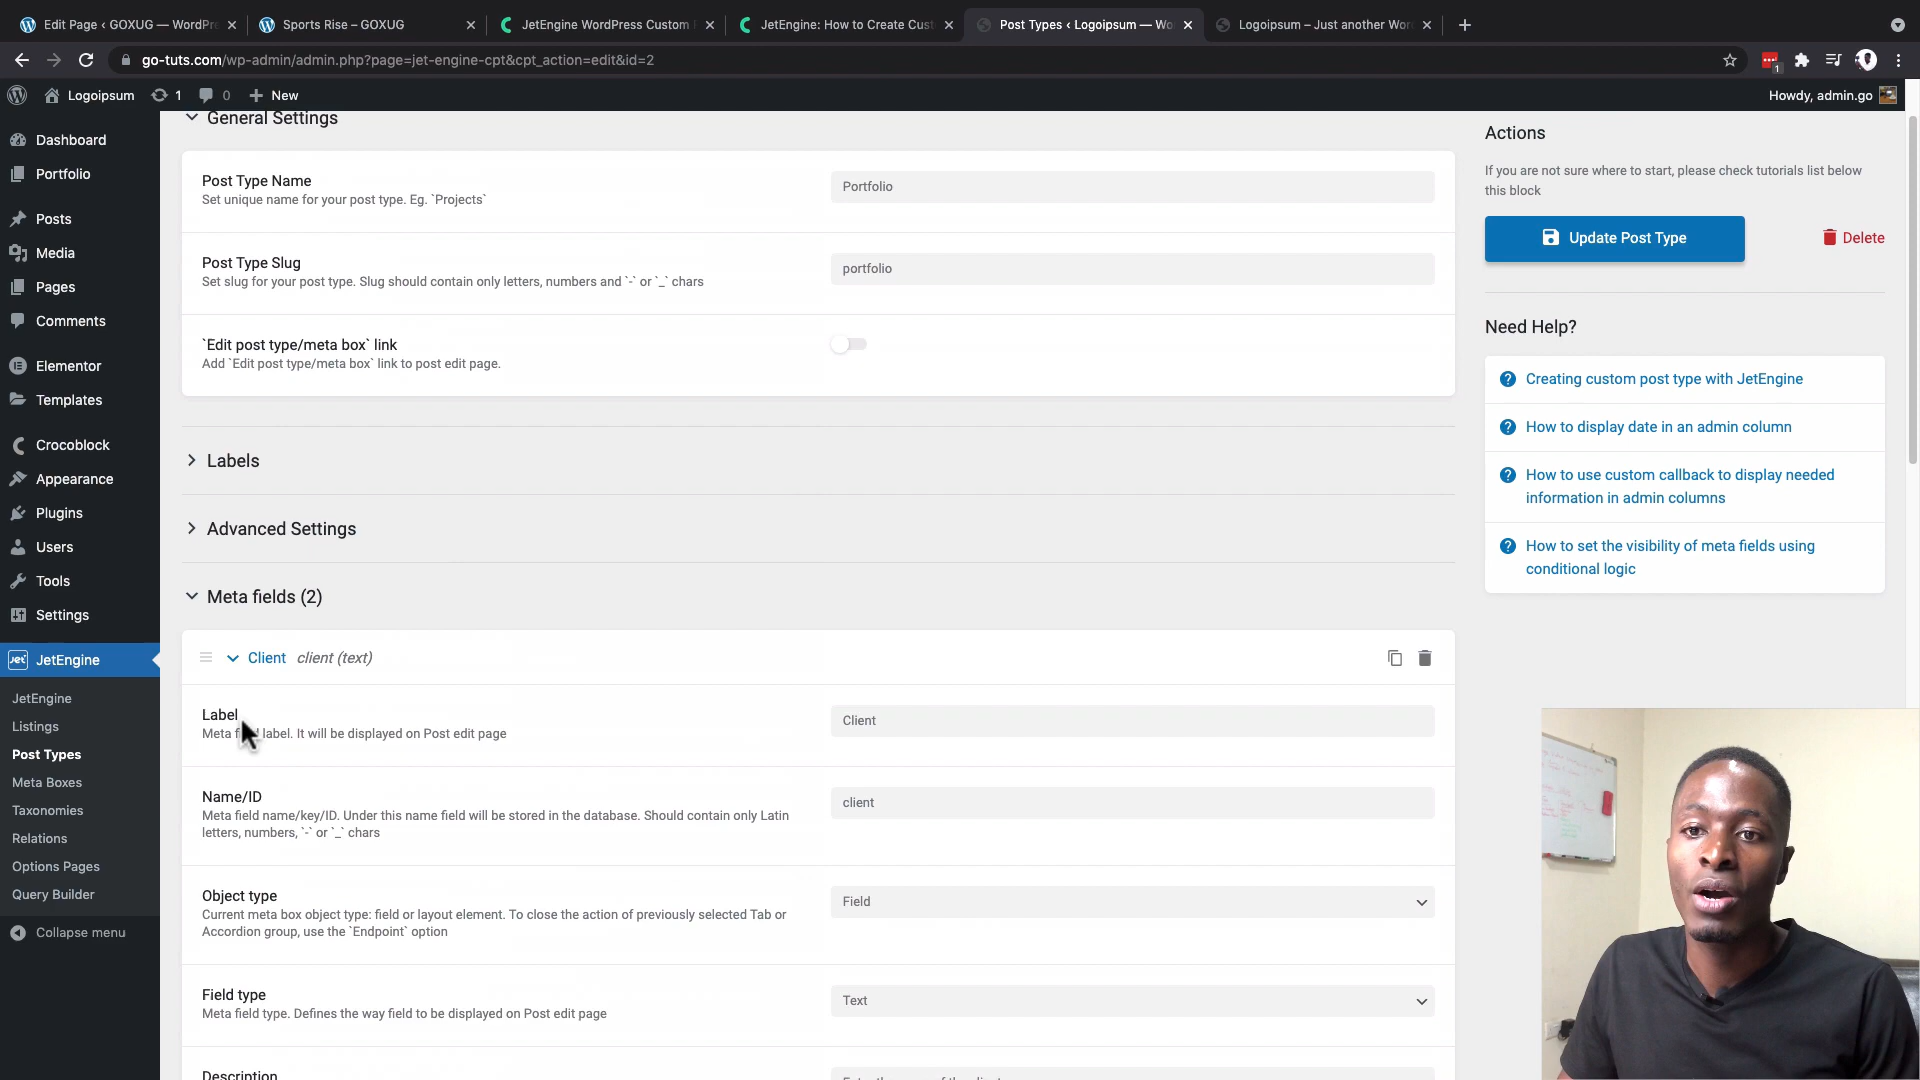 Edit Page ‹ GOXUG — WordPre
Sports Rise – GOXUG
JetEngine WordPress Custom
JetEngine: How to Create Cust
Post Types ‹ Logoipsum — Wo
Logoipsum – Just another Wor
go-tuts.com/wp-admin/admin.php?page=jet-engine-cpt&cpt_action=edit&id=2
1
Logoipsum
1
0
New
Howdy, admin.go
Dashboard
Portfolio
Posts
Media
Pages
Comments
Elementor
Templates
Crocoblock
Appearance
Plugins
Users
Tools
Settings
Jet
JetEngine
JetEngine
Listings
Post Types
Meta Boxes
Taxonomies
Relations
Options Pages
Query Builder
Collapse menu
General Settings
Post Type Name
Set unique name for your post type. Eg. `Projects`
Portfolio
Post Type Slug
Set slug for your post type. Slug should contain only letters, numbers and `-` or `_` chars
portfolio
`Edit post type/meta box` link
Add `Edit post type/meta box` link to post edit page.
Labels
Advanced Settings
Meta fields (2)
Client client (text)
Label
Meta label. It will be displayed on Post edit page
Client
Name/ID
Meta field name/key/ID. Under this name field will be stored in the database. Should contain only Latin
letters, numbers, `-` or `_` chars
client
Object type
Current meta box object type: field or layout element. To close the action of previously selected Tab or
Accordion group, use the `Endpoint` option
Field
Field type
Meta field type. Defines the way field to be displayed on Post edit page
Text
Description
Actions
If you are not sure where to start, please check tutorials list below
this block
Update Post Type
Delete
Need Help?
Creating custom post type with JetEngine
How to display date in an admin column
How to use custom callback to display needed
information in admin columns
How to set the visibility of meta fields using
conditional logic